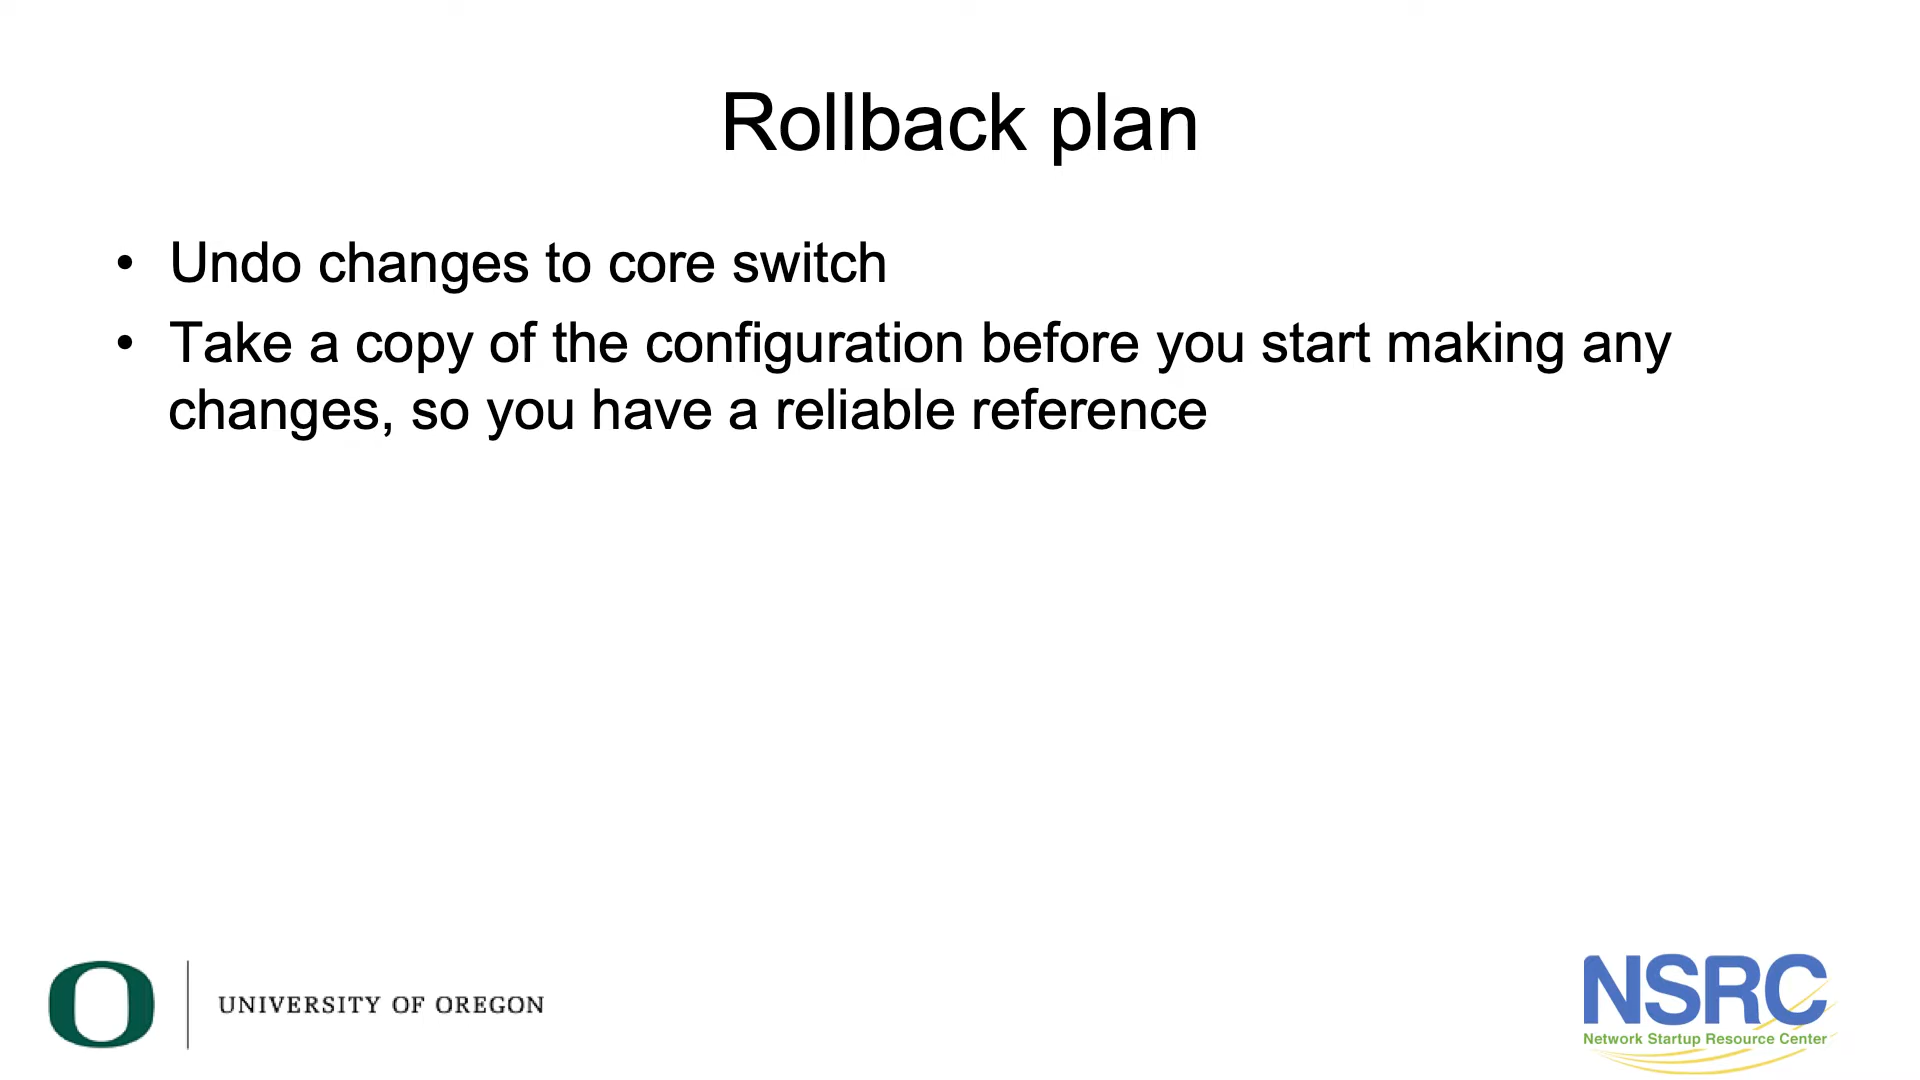 Rollback plan
• Undo changes to core switch
• Take a copy of the configuration before you start making any
changes, so you have a reliable reference
UNIVERSITY OF OREGON
NSRC
Network Startup Resource Center